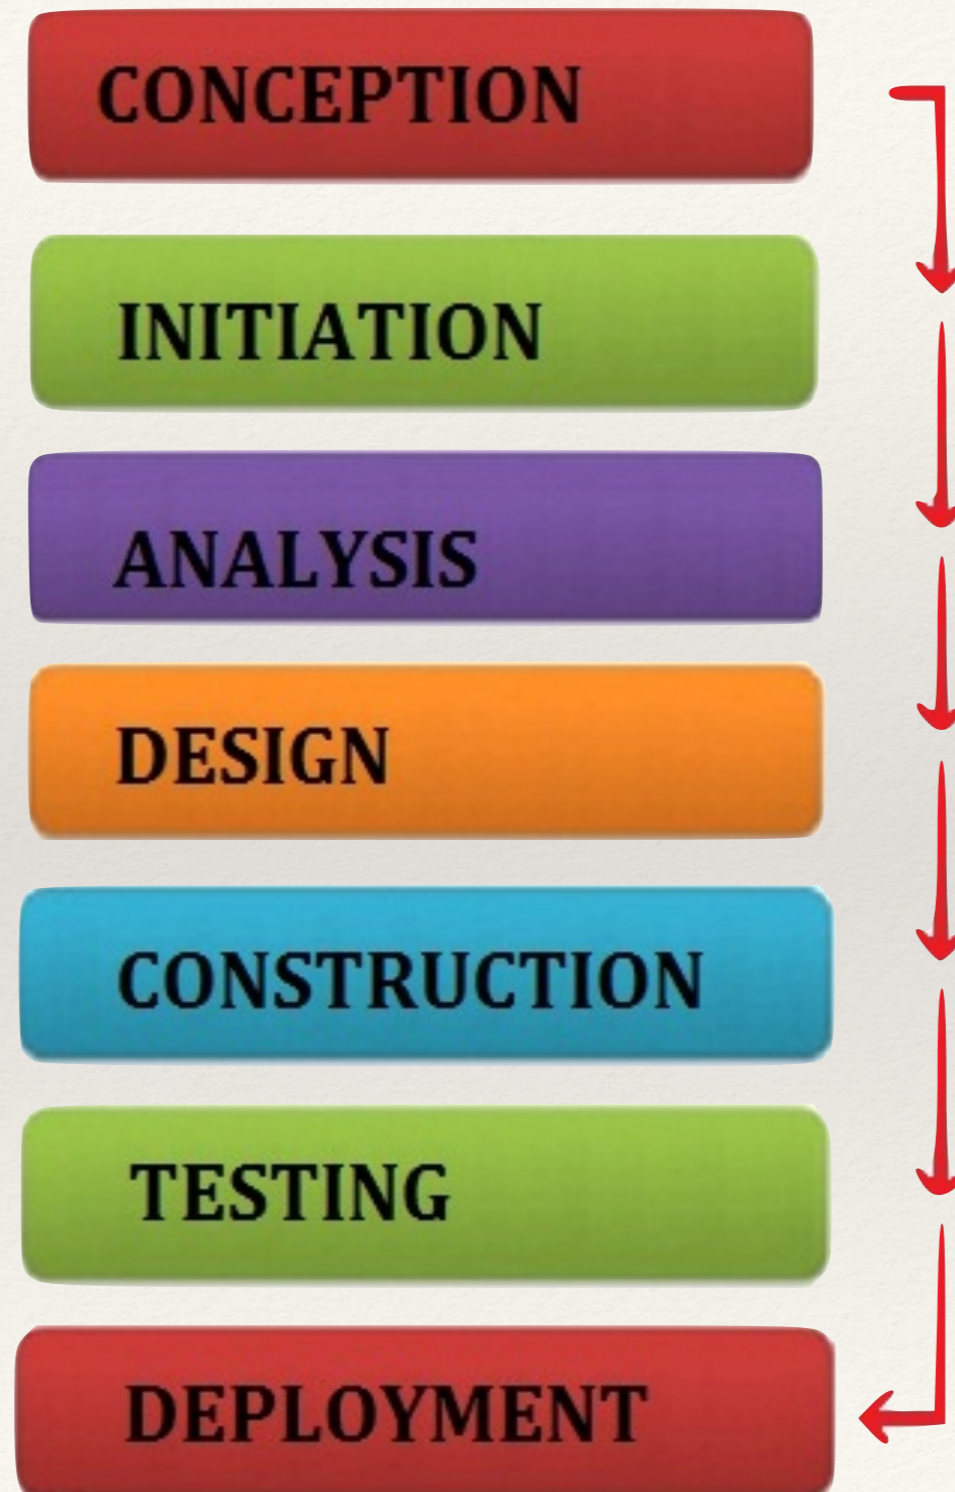 CONCEPTION
INITIATION
ANALYSIS
DESIGN
CONSTRUCTION
TESTING
DEPLOYMENT